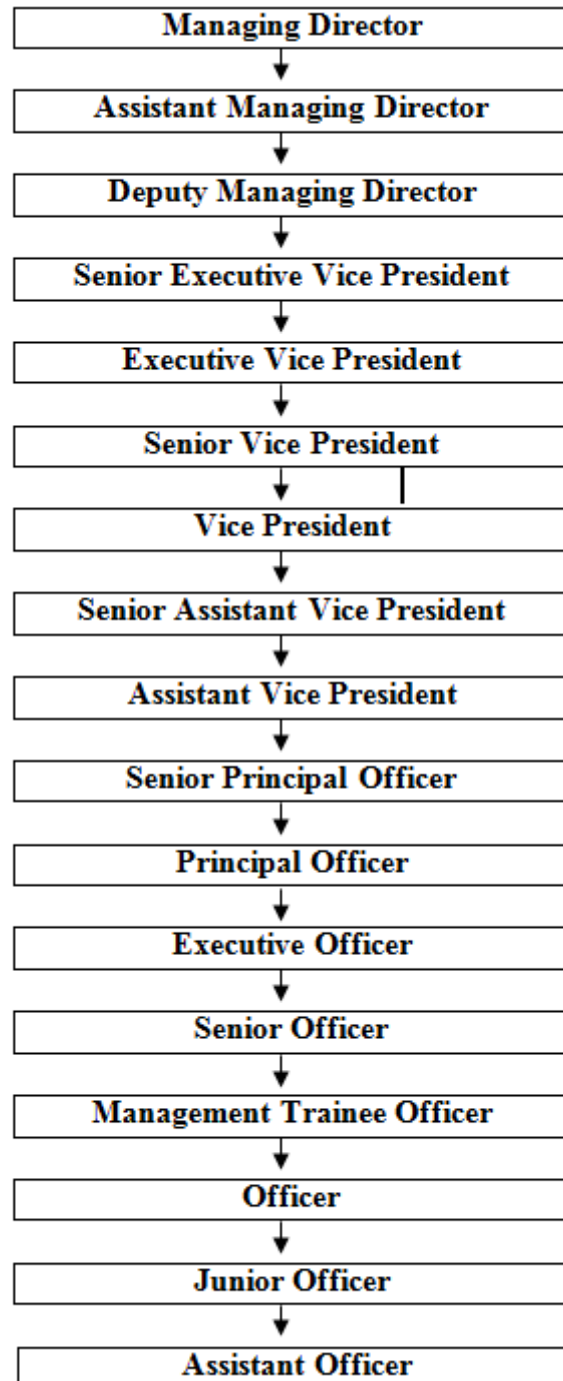 Managing Director
Assistant Managing Director
Deputy Managing Director
Senior Executive Vice President
Executive Vice President
Senior Vice President
Vice President
Senior Assistant Vice President
Assistant Vice President
Senior Principal Officer
Principal Officer
Executive Officer
Senior Officer
Management Trainee Officer
Officer
Junior Officer
Assistant Officer